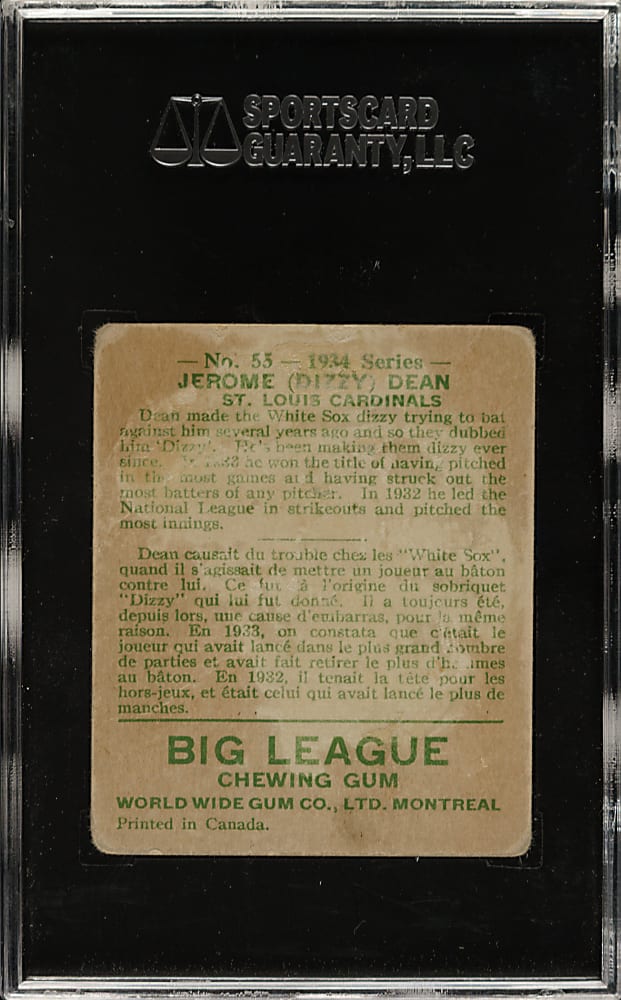 SPORTSCARD
GUARANTY, LLC
— No. 55 — 1934 Series —
JEROME (DIZZY) DEAN
ST. LOUIS CARDINALS
Dean made the White Sox dizzy trying to bat
against him several years ago and so they dubbed
him 'Dizzy'. He's been making them dizzy ever
since. he won the title of having pitched
in the most games and having struck out the
most batters of any pitcher. In 1932 he led the
National League in strikeouts and pitched the
most innings.
Dean causait du trouble chez les "White Sox",
quand il s'agissait de mettre un joueur au bâton
contre lui. Ce fut à l'origine du sobriquet
"Dizzy" qui lui fut donné. Il a toujours été,
depuis lors, une cause d'embarras, pour la même
raison. En 1933, on constata que c'était le
joueur qui avait lancé dans le plus grand nombre
de parties et avait fait retirer le plus d'hommes
au bâton. En 1932, il tenait la tête pour les
hors-jeux, et était celui qui avait lancé le plus de
manches.
BIG LEAGUE
CHEWING GUM
WORLD WIDE GUM CO., LTD. MONTREAL
Printed in Canada.